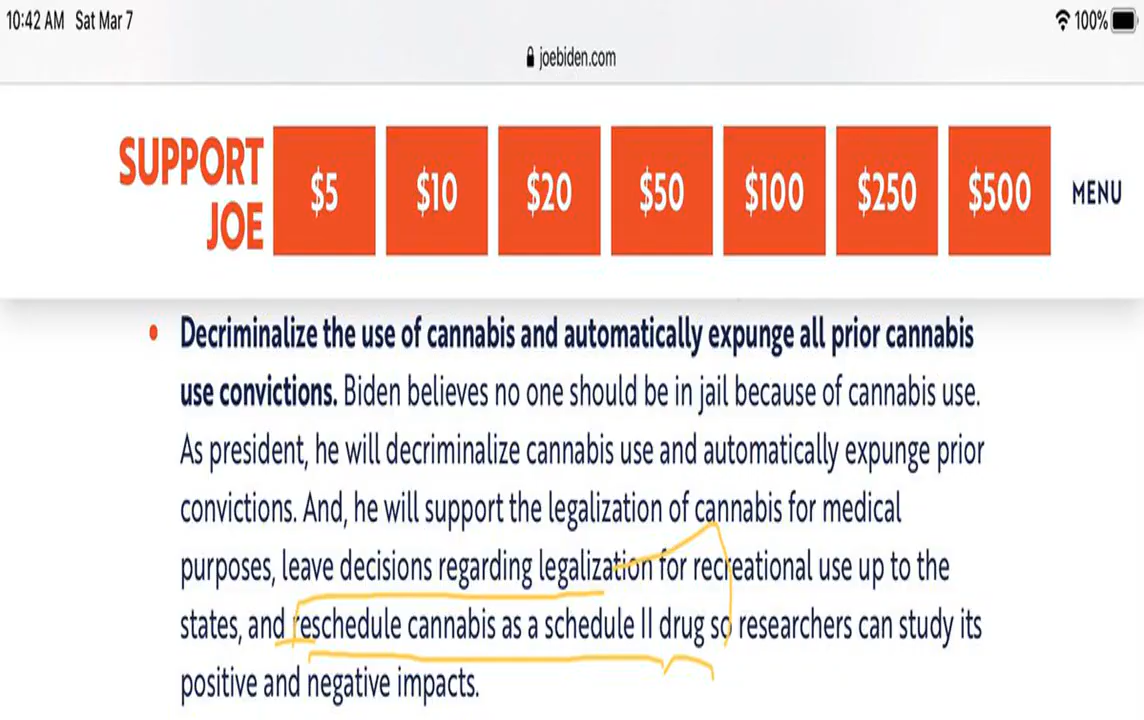 10:42 AM Sat Mar 7
100%
joebiden.com
SUPPORT
JOE
$5
$10
$20
$50
$100
$250
$500
MENU
• Decriminalize the use of cannabis and automatically expunge all prior cannabis
use convictions. Biden believes no one should be in jail because of cannabis use.
As president, he will decriminalize cannabis use and automatically expunge prior
convictions. And, he will support the legalization of cannabis for medical
purposes, leave decisions regarding legalization for recreational use up to the
states, and reschedule cannabis as a schedule II drug so researchers can study its
positive and negative impacts.